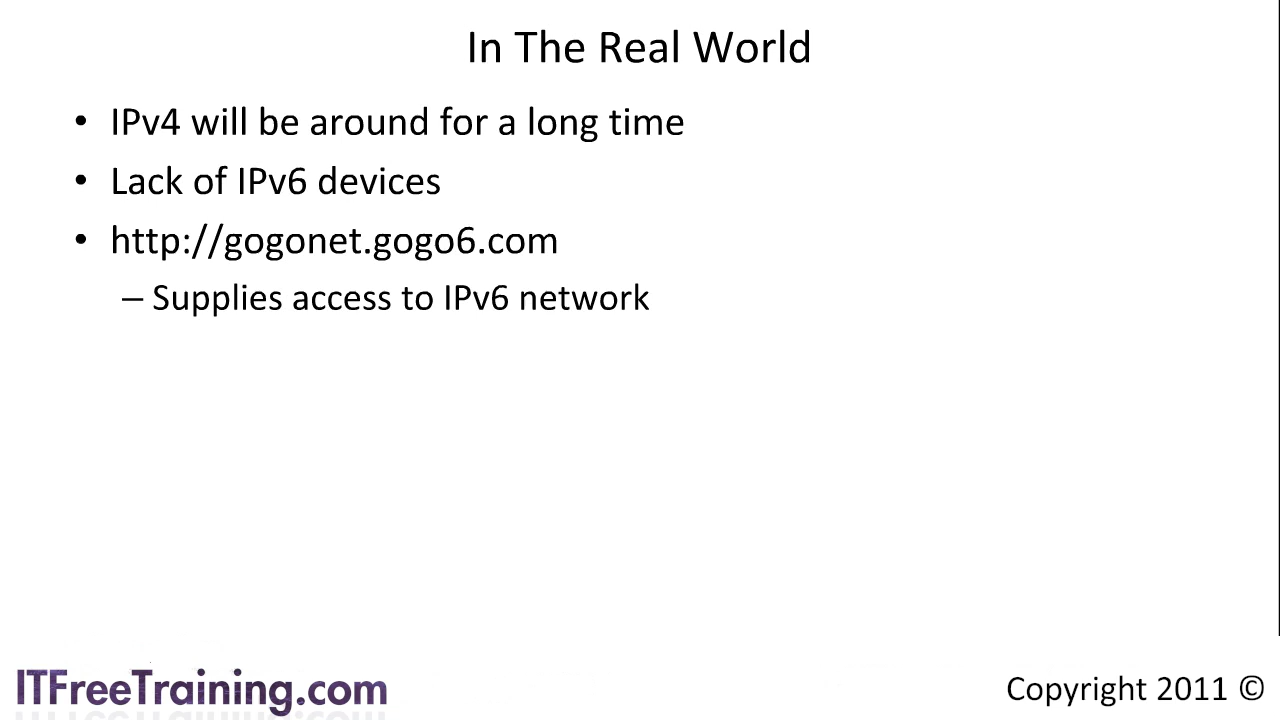 In The Real World
• IPv4 will be around for a long time
• Lack of IPv6 devices
• http://gogonet.gogo6.com
– Supplies access to IPv6 network
ITFreeTraining.com
Copyright 2011 ©